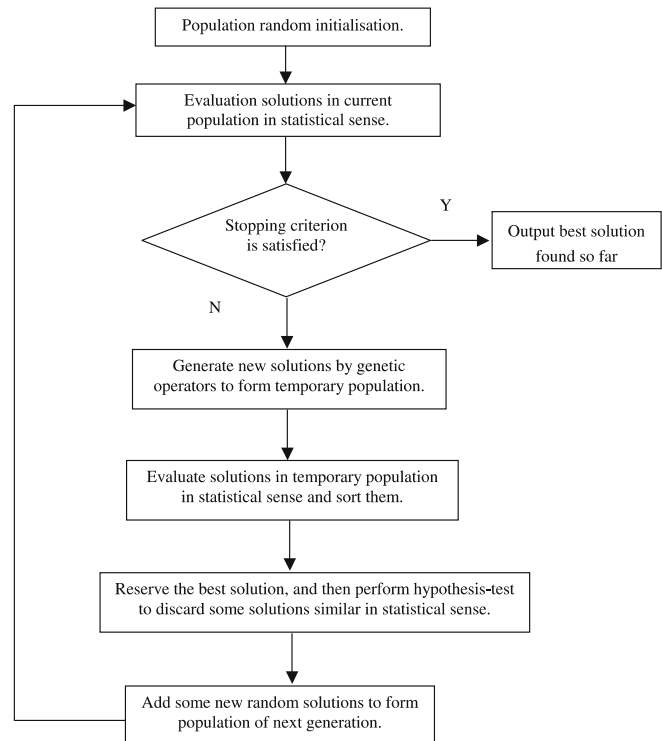 Population random initialisation.
Evaluation solutions in current
population in statistical sense.
Stopping criterion
is satisfied?
Y
Output best solution
found so far
N
Generate new solutions by genetic
operators to form temporary population.
Evaluate solutions in temporary population
in statistical sense and sort them.
Reserve the best solution, and then perform hypothesis-test
to discard some solutions similar in statistical sense.
Add some new random solutions to form
population of next generation.